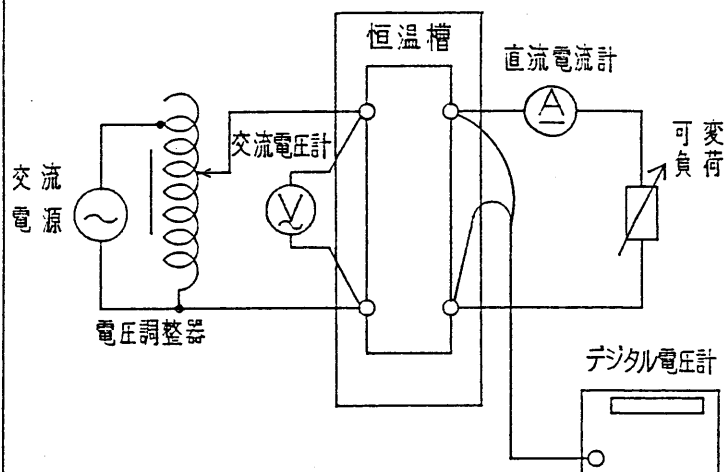 恒温槽
直流電流計
A
交流電圧計
V
可変
負荷
交流
電源
電圧調整器
デジタル電圧計